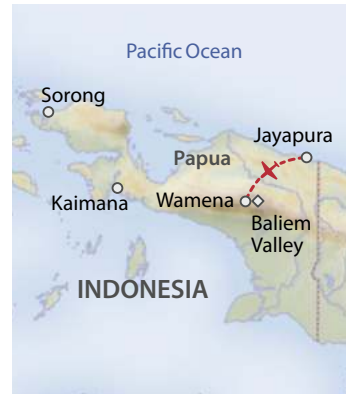 Pacific Ocean
Sorong
Jayapura
Papua
Kaimana
Wamena
Baliem
Valley
INDONESIA